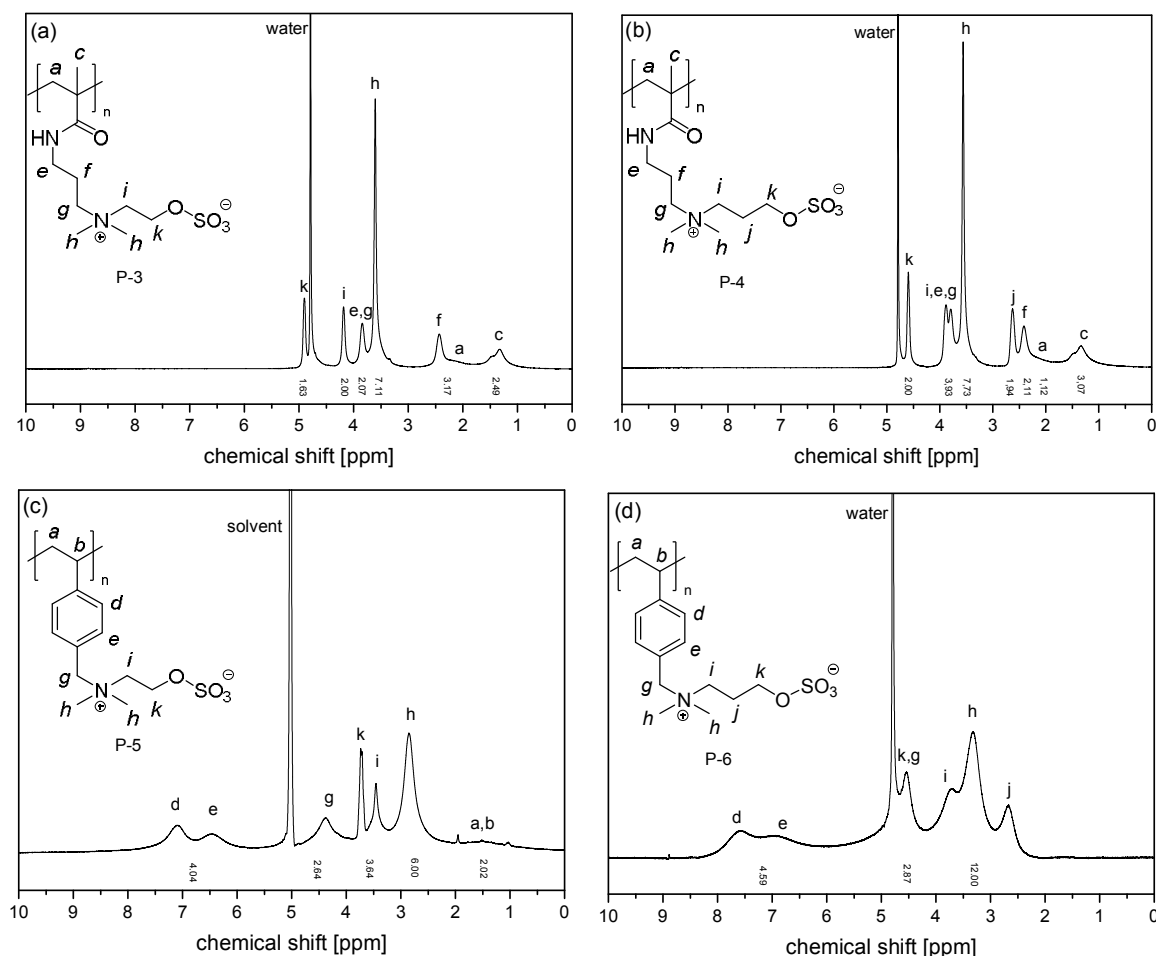 (a)
water
c
a
n
HN
O
h
e
f
i
g
N
O
SO3
⊖
h
⊕
h
k
P-3
k
i
e,g
f
a
c
1.63
2.00
2.07
7,11
3.17
2.49
10 9 8 7 6 5 4 3 2 1 0
chemical shift [ppm]
(b)
water
h
c
a
n
HN
O
e
f
i
k
g
N
O
SO3
⊖
h
⊕
h
j
P-4
k
i,e,g
j
f
a
c
2.00
3.93
7,73
1,94
2,11
1,12
3,07
10 9 8 7 6 5 4 3 2 1 0
chemical shift [ppm]
(c)
solvent
a
b
n
d
e
g
i
N
O
SO3
⊖
h
⊕
h
k
P-5
d
e
g
k
i
h
a,b
4.04
2.64
3.64
6.00
2.02
10 9 8 7 6 5 4 3 2 1 0
chemical shift [ppm]
(d)
water
a
b
n
d
e
g
i
k
N
O
SO3
⊖
h
⊕
h
j
P-6
d
e
k,g
i
h
j
4.59
2.87
12.00
10 9 8 7 6 5 4 3 2 1 0
chemical shift [ppm]